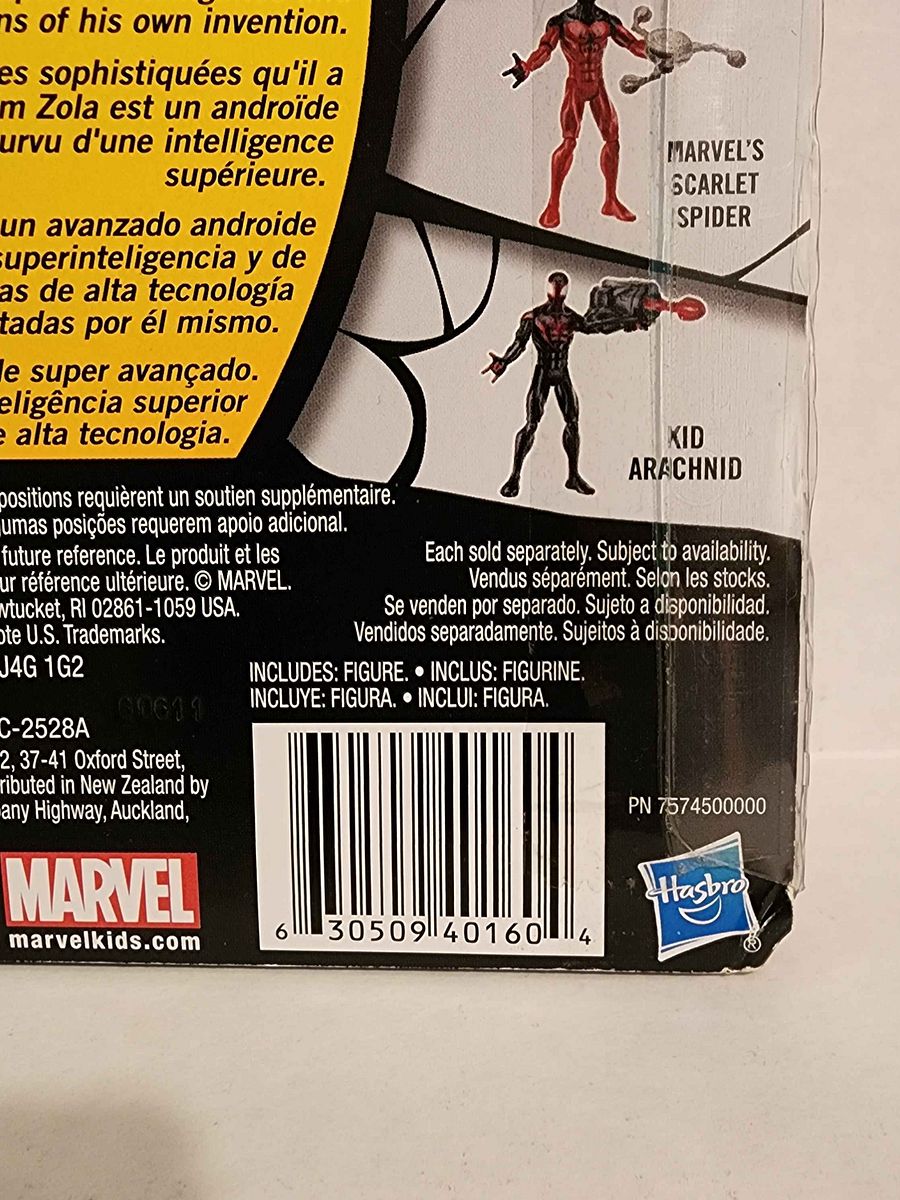 ns of his own invention.
es sophistiquées qu'il a
m Zola est un androïde
urvu d'une intelligence
supérieure.
un avanzado androide
superinteligencia y de
as de alta tecnología
tadas por él mismo.
le super avançado.
eligência superior
e alta tecnologia.
MARVEL'S
SCARLET
SPIDER
KID
ARACHNID
positions requièrent un soutien supplémentaire.
umas posições requerem apoio adicional.
future reference. Le produit et les
ur référence ultérieure. © MARVEL.
wtucket, RI 02861-1059 USA.
ote U.S. Trademarks.
J4G 1G2
Each sold separately. Subject to availability.
Vendus séparément. Selon les stocks.
Se venden por separado. Sujeto a disponibilidad.
Vendidos separadamente. Sujeitos à disponibilidade.
INCLUDES: FIGURE. • INCLUS: FIGURINE.
INCLUYE: FIGURA. • INCLUI: FIGURA.
60611
C-2528A
2, 37-41 Oxford Street,
ributed in New Zealand by
any Highway, Auckland,
PN 7574500000
MARVEL
marvelkids.com
6 30509 40160 4
Hasbro ®